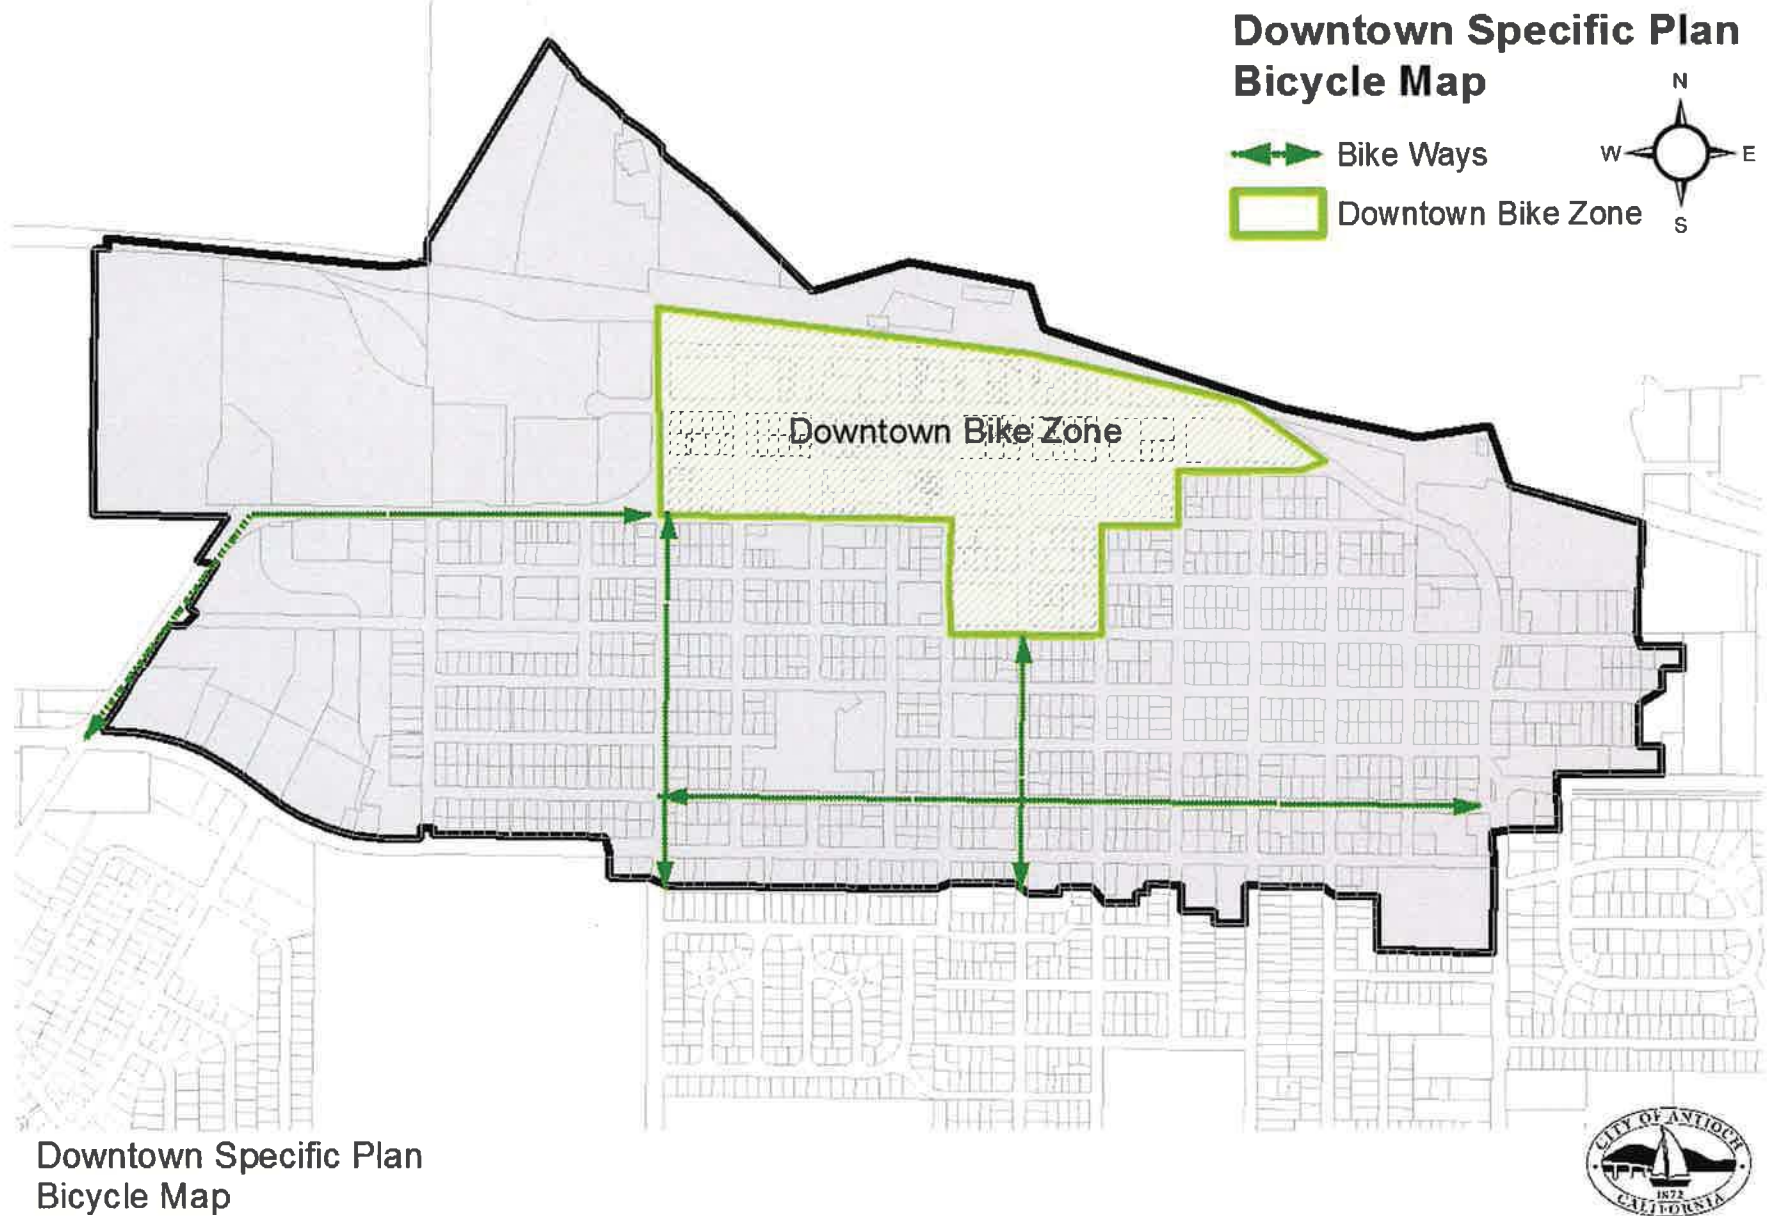 Downtown Specific Plan
Bicycle Map
N
W
E
S
Bike Ways
Downtown Bike Zone
Downtown Bike Zone
Downtown Specific Plan
Bicycle Map
CITY OF ANTIOCH
1872
CALIFORNIA